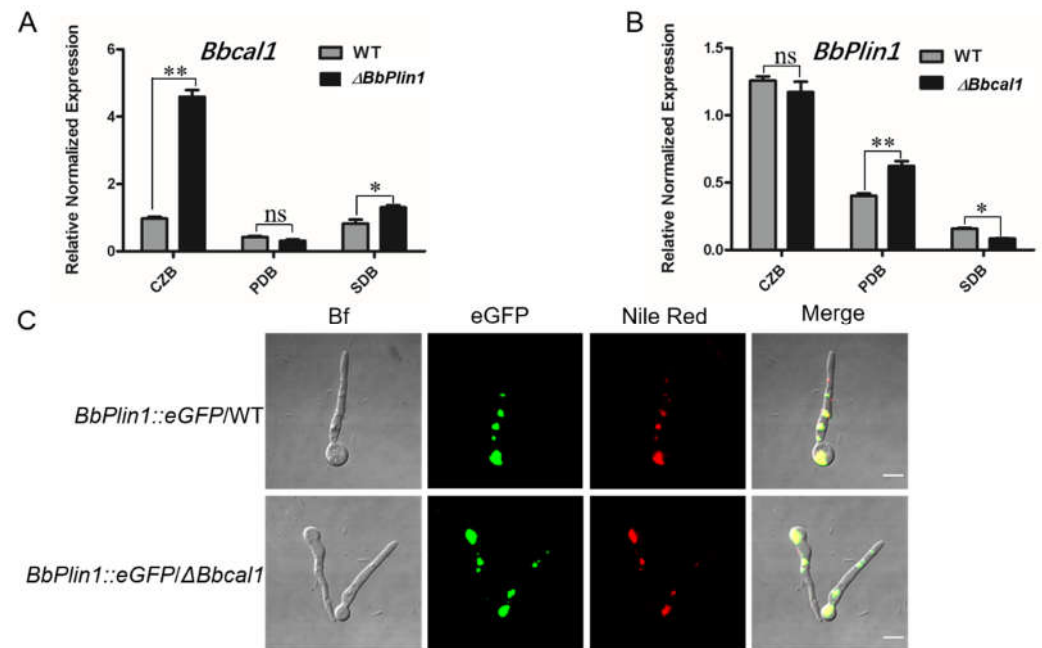 A
Bbcal1
WT
ΔBbPlin1
Relative Normalized Expression
6
4
2
0
**
ns
*
CZB
PDB
SDB
B
BbPlin1
WT
ΔBbcal1
Relative Normalized Expression
1.5
1.0
0.5
0.0
ns
**
*
CZB
PDB
SDB
C
Bf
eGFP
Nile Red
Merge
BbPlin1::eGFP/WT
BbPlin1::eGFP/ΔBbcal1